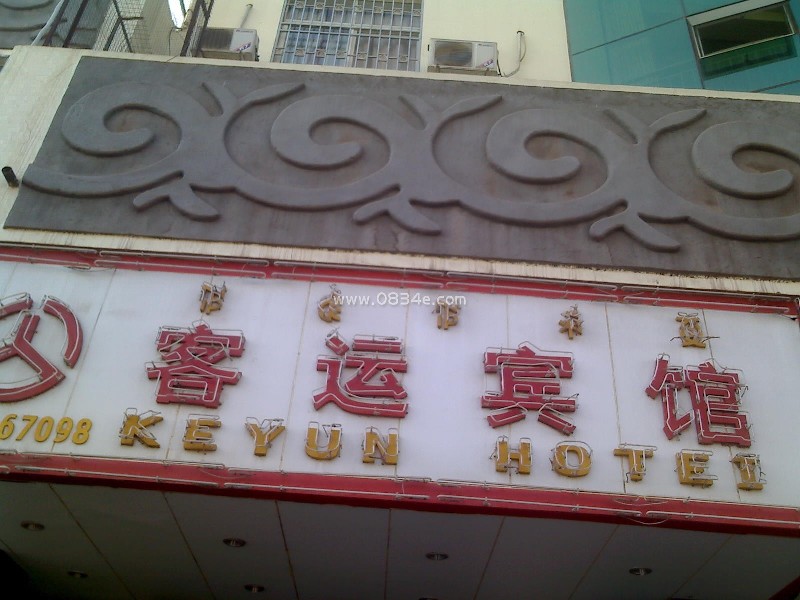 www.0834e.com
客运宾馆
67098
KEYUN HOTEL